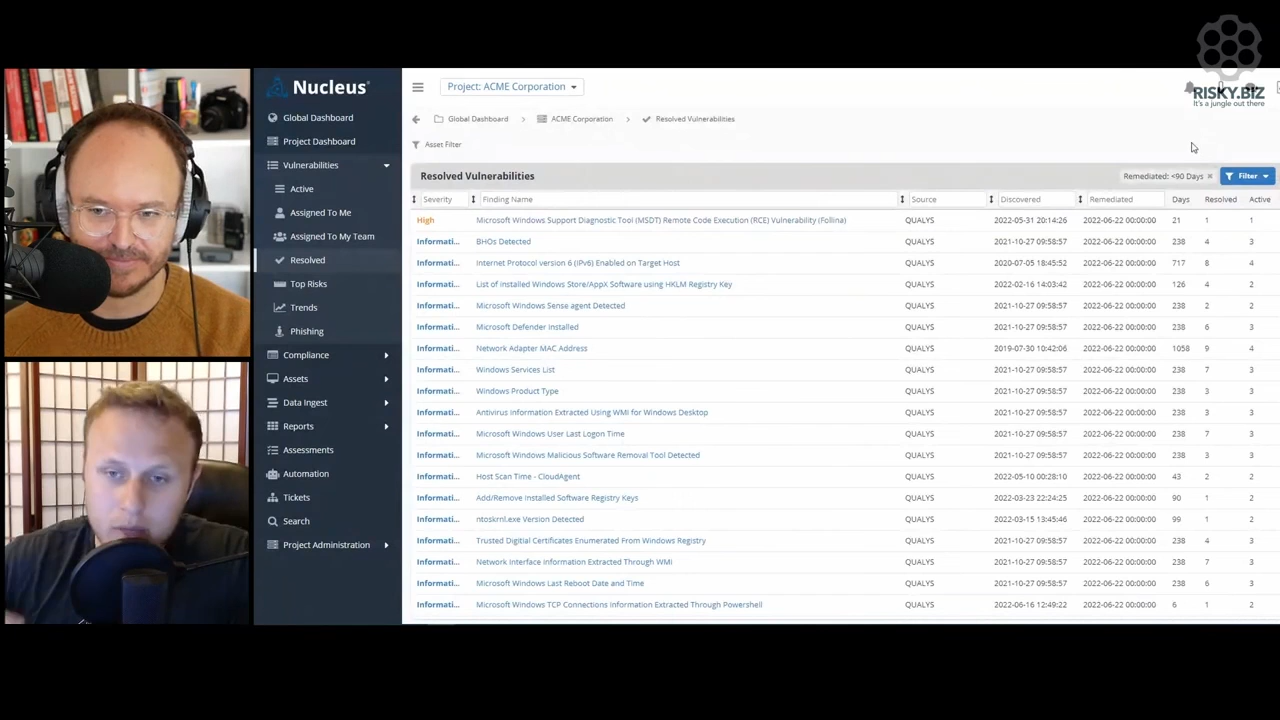 RISKY.BIZ
It's a jungle out there
Nucleus®
Project: ACME Corporation
Global Dashboard
Project Dashboard
Vulnerabilities
Active
Assigned To Me
Assigned To My Team
Resolved
Top Risks
Trends
Phishing
Compliance
Assets
Data Ingest
Reports
Assessments
Automation
Tickets
Search
Project Administration
Global Dashboard > ACME Corporation > Resolved Vulnerabilities
Asset Filter
Resolved Vulnerabilities Remediated: <90 Days × Filter
Severity Finding Name Source Discovered Remediated Days Resolved Active
High Microsoft Windows Support Diagnostic Tool (MSDT) Remote Code Execution (RCE) Vulnerability (Follina) QUALYS 2022-05-31 20:14:26 2022-06-22 00:00:00 21 1 1
Informati... BHOs Detected QUALYS 2021-10-27 09:58:57 2022-06-22 00:00:00 238 4 3
Informati... Internet Protocol version 6 (IPv6) Enabled on Target Host QUALYS 2020-07-05 18:45:52 2022-06-22 00:00:00 717 8 4
Informati... List of installed Windows Store/AppX Software using HKLM Registry Key QUALYS 2022-02-16 14:03:42 2022-06-22 00:00:00 126 4 2
Informati... Microsoft Windows Sense agent Detected QUALYS 2021-10-27 09:58:57 2022-06-22 00:00:00 238 2 2
Informati... Microsoft Defender Installed QUALYS 2021-10-27 09:58:57 2022-06-22 00:00:00 238 6 3
Informati... Network Adapter MAC Address QUALYS 2019-07-30 10:42:06 2022-06-22 00:00:00 1058 9 4
Informati... Windows Services List QUALYS 2021-10-27 09:58:57 2022-06-22 00:00:00 238 7 3
Informati... Windows Product Type QUALYS 2021-10-27 09:58:57 2022-06-22 00:00:00 238 3 3
Informati... Antivirus information Extracted Using WMI for Windows Desktop QUALYS 2021-10-27 09:58:57 2022-06-22 00:00:00 238 3 3
Informati... Microsoft Windows User Last Logon Time QUALYS 2021-10-27 09:58:57 2022-06-22 00:00:00 238 7 3
Informati... Microsoft Windows Malicious Software Removal Tool Detected QUALYS 2021-10-27 09:58:57 2022-06-22 00:00:00 238 3 3
Informati... Host Scan Time - CloudAgent QUALYS 2022-05-10 00:28:10 2022-06-22 00:00:00 43 2 2
Informati... Add/Remove Installed Software Registry Keys QUALYS 2022-03-23 22:24:25 2022-06-22 00:00:00 90 1 2
Informati... ntoskrnl.exe Version Detected QUALYS 2022-03-15 13:45:46 2022-06-22 00:00:00 99 1 2
Informati... Trusted Digitial Certificates Enumerated From Windows Registry QUALYS 2021-10-27 09:58:57 2022-06-22 00:00:00 238 4 3
Informati... Network Interface Information Extracted Through WMI QUALYS 2021-10-27 09:58:57 2022-06-22 00:00:00 238 7 3
Informati... Microsoft Windows Last Reboot Date and Time QUALYS 2021-10-27 09:58:57 2022-06-22 00:00:00 238 6 3
Informati... Microsoft Windows TCP Connections Information Extracted Through Powershell QUALYS 2022-06-16 12:49:22 2022-06-22 00:00:00 6 1 2